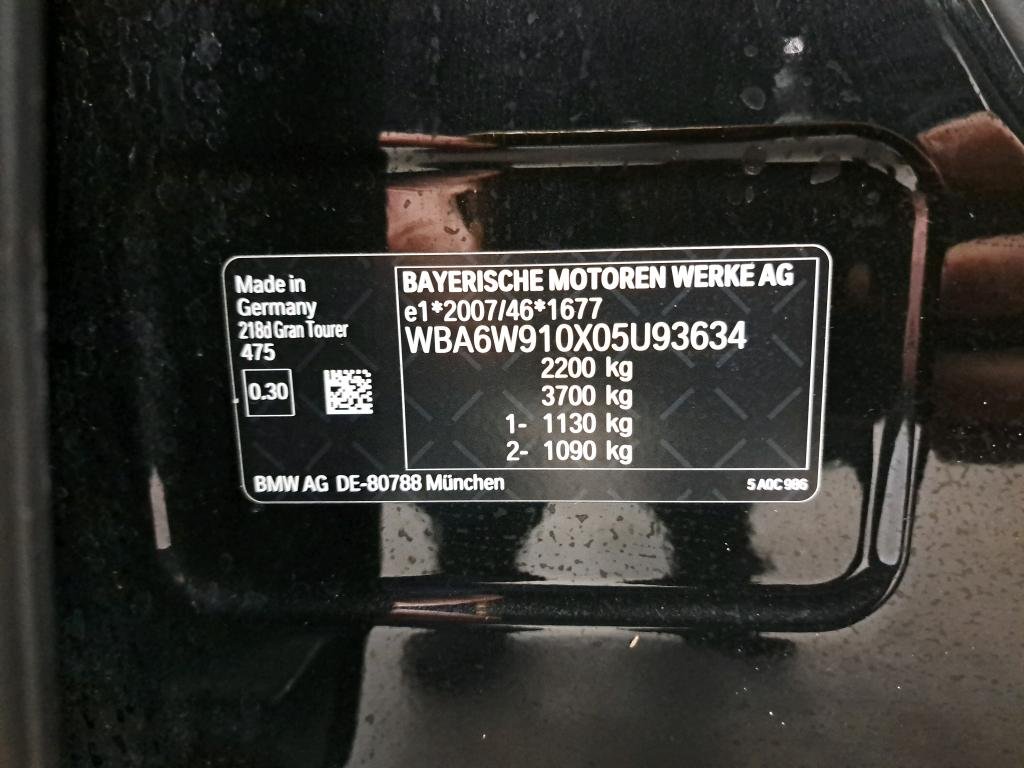 Made in
Germany
218d Gran Tourer
475
0.30
BAYERISCHE MOTOREN WERKE AG
e1*2007/46*1677
WBA6W910X05U93634
2200 kg
3700 kg
1- 1130 kg
2- 1090 kg
BMW AG DE-80788 München
5 A0C 986